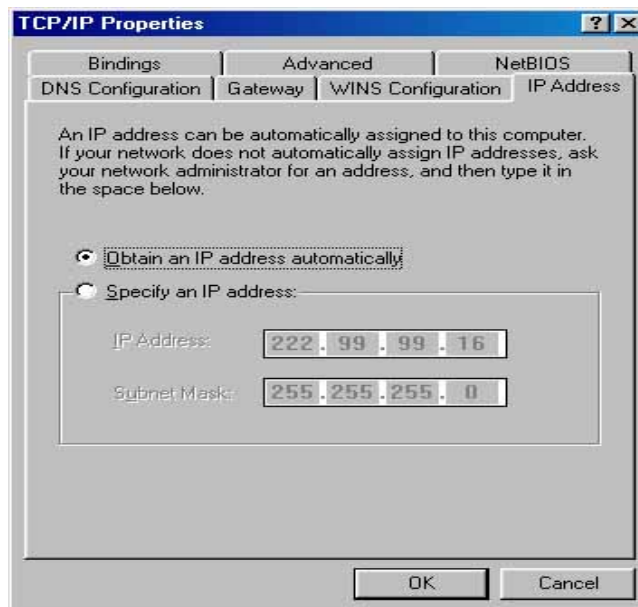 TCP/IP Properties
Bindings Advanced NetBIOS
DNS Configuration Gateway WINS Configuration IP Address
An IP address can be automatically assigned to this computer.
If your network does not automatically assign IP addresses, ask
your network administrator for an address, and then type it in
the space below.
Obtain an IP address automatically
Specify an IP address:
IP Address: 222 . 99 . 99 . 16
Subnet Mask: 255 . 255 . 255 . 0
OK Cancel